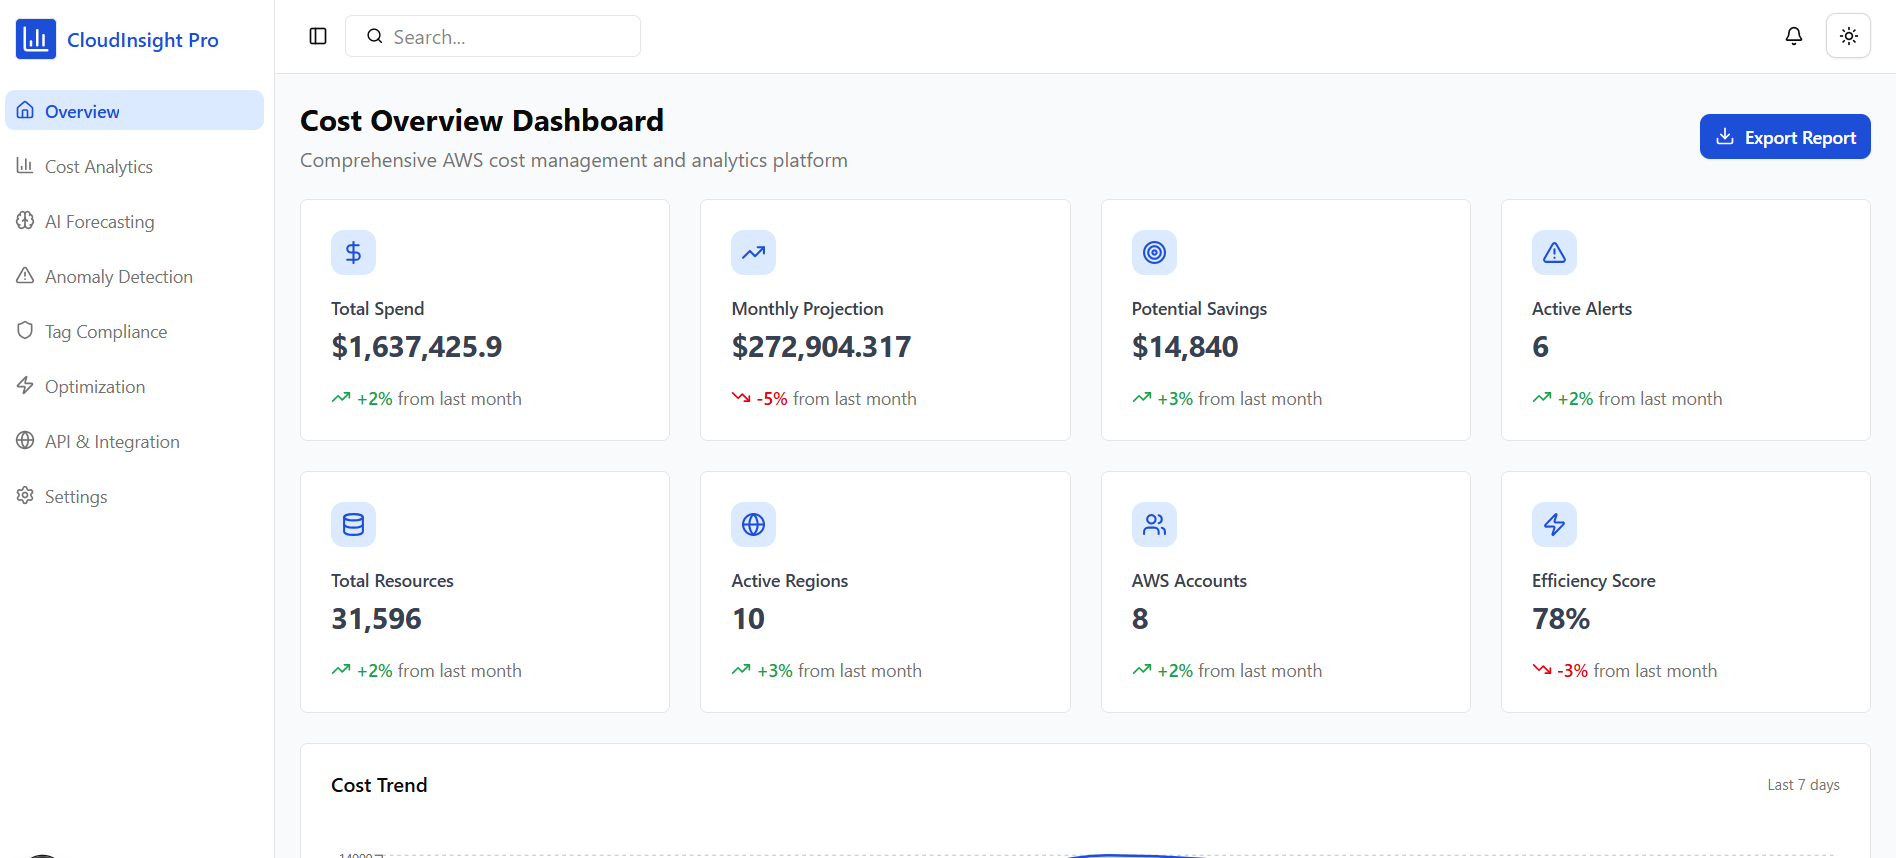 CloudInsight Pro
Search...
Overview
Cost Analytics
AI Forecasting
Anomaly Detection
Tag Compliance
Optimization
API & Integration
Settings
Cost Overview Dashboard
Comprehensive AWS cost management and analytics platform
Export Report
Total Spend
$1,637,425.9
+2% from last month
Monthly Projection
$272,904.317
-5% from last month
Potential Savings
$14,840
+3% from last month
Active Alerts
6
+2% from last month
Total Resources
31,596
+2% from last month
Active Regions
10
+3% from last month
AWS Accounts
8
+2% from last month
Efficiency Score
78%
-3% from last month
Cost Trend
Last 7 days